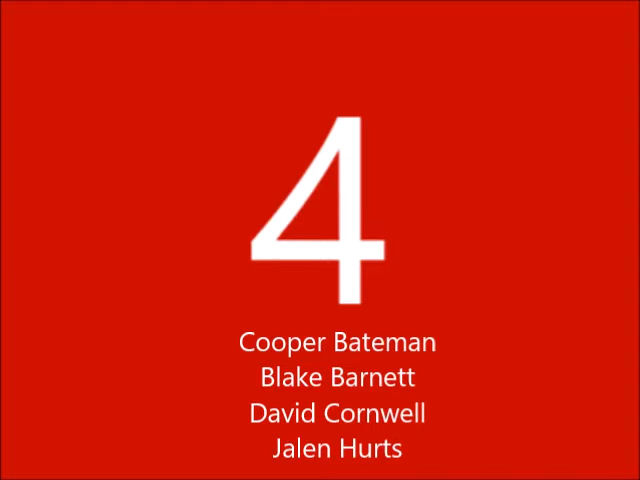 4
Cooper Bateman
Blake Barnett
David Cornwell
Jalen Hurts